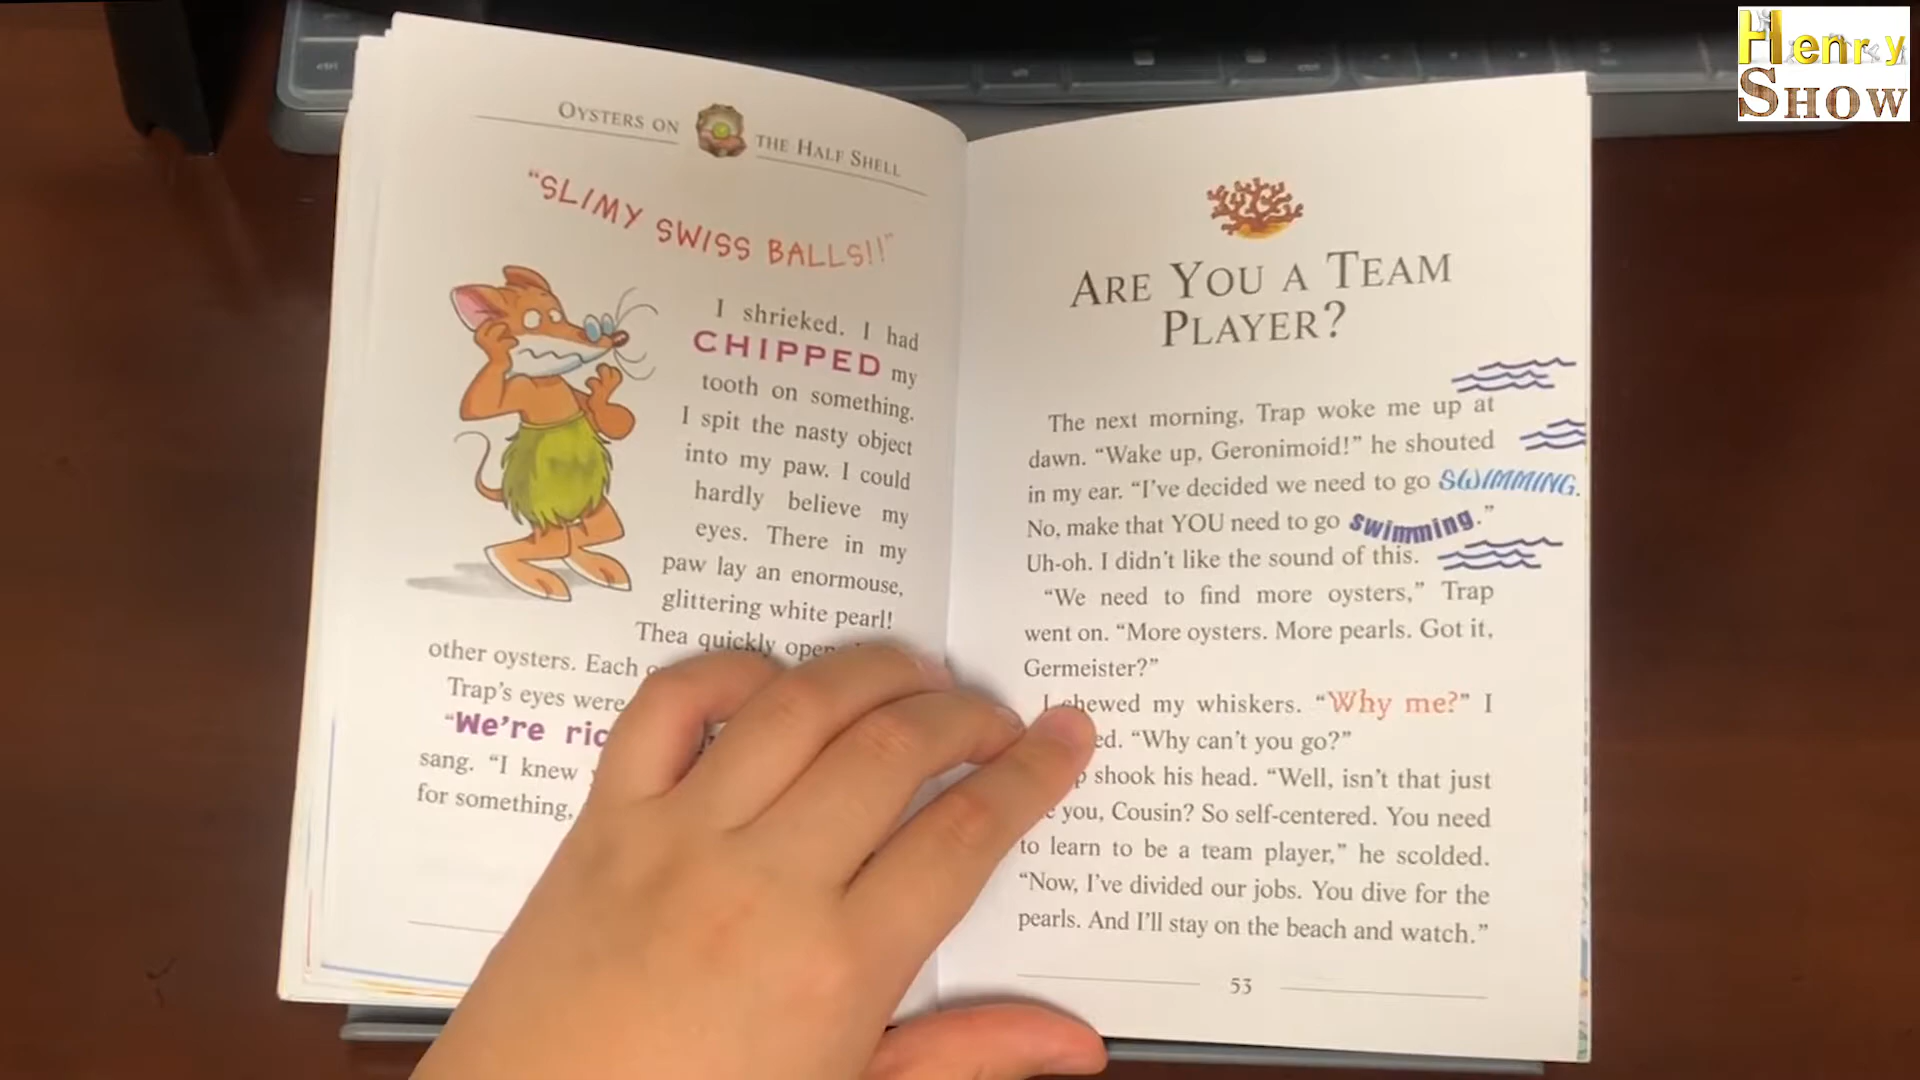 OYSTERS ON THE HALF SHELL
"SLIMY SWISS BALLS!!"
I shrieked. I had
CHIPPED my
tooth on something.
I spit the nasty object
into my paw. I could
hardly believe my
eyes. There in my
paw lay an enormouse,
glittering white pearl!
Thea quickly
other oysters. Each
Trap's eyes were
"We're
sang. "I knew
for something,
ARE YOU A TEAM
PLAYER?
The next morning, Trap woke me up at
dawn. "Wake up, Geronimoid!" he shouted
in my ear. "I've decided we need to go SWIMMING.
No, make that YOU need to go swimming."
Uh-oh. I didn't like the sound of this.
"We need to find more oysters," Trap
went on. "More oysters. More pearls. Got it,
Germeister?"
I chewed my whiskers. "Why me?" I
"Why can't you go?"
shook his head. "Well, isn't that just
you, Cousin? So self-centered. You need
to learn to be a team player," he scolded.
"Now, I've divided our jobs. You dive for the
pearls. And I'll stay on the beach and watch."
53
Henry
SHOW
ctrl